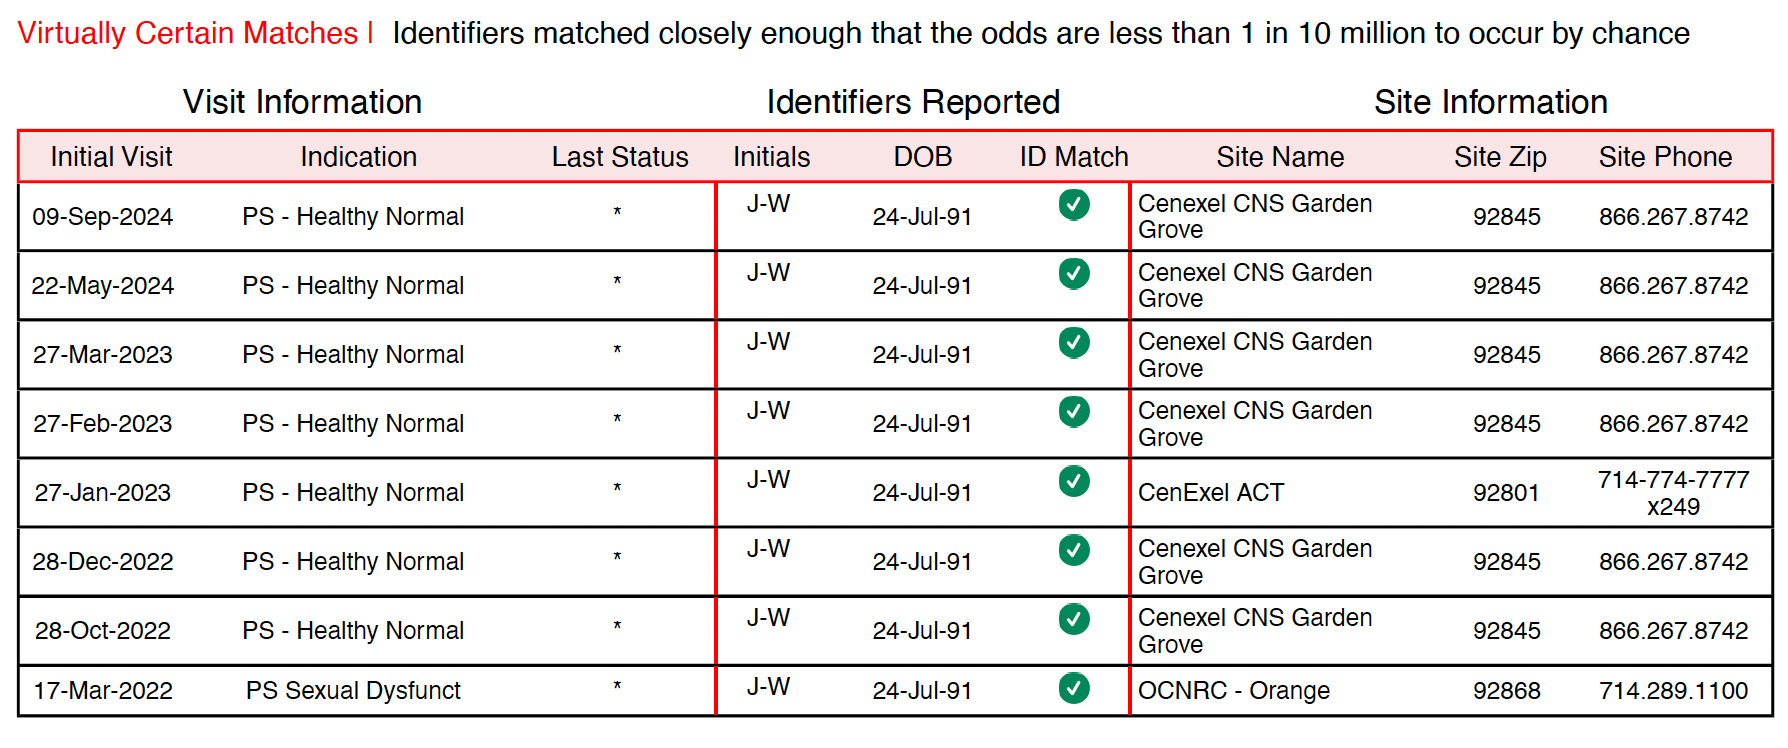 Virtually Certain Matches | Identifiers matched closely enough that the odds are less than 1 in 10 million to occur by chance
Visit Information Identifiers Reported Site Information
Initial Visit Indication Last Status Initials DOB ID Match Site Name Site Zip Site Phone
09-Sep-2024 PS - Healthy Normal * J-W 24-Jul-91 Cenexel CNS Garden Grove 92845 866.267.8742
22-May-2024 PS - Healthy Normal * J-W 24-Jul-91 Cenexel CNS Garden Grove 92845 866.267.8742
27-Mar-2023 PS - Healthy Normal * J-W 24-Jul-91 Cenexel CNS Garden Grove 92845 866.267.8742
27-Feb-2023 PS - Healthy Normal * J-W 24-Jul-91 Cenexel CNS Garden Grove 92845 866.267.8742
27-Jan-2023 PS - Healthy Normal * J-W 24-Jul-91 CenExel ACT 92801 714-774-7777 x249
28-Dec-2022 PS - Healthy Normal * J-W 24-Jul-91 Cenexel CNS Garden Grove 92845 866.267.8742
28-Oct-2022 PS - Healthy Normal * J-W 24-Jul-91 Cenexel CNS Garden Grove 92845 866.267.8742
17-Mar-2022 PS Sexual Dysfunct * J-W 24-Jul-91 OCNRC - Orange 92868 714.289.1100